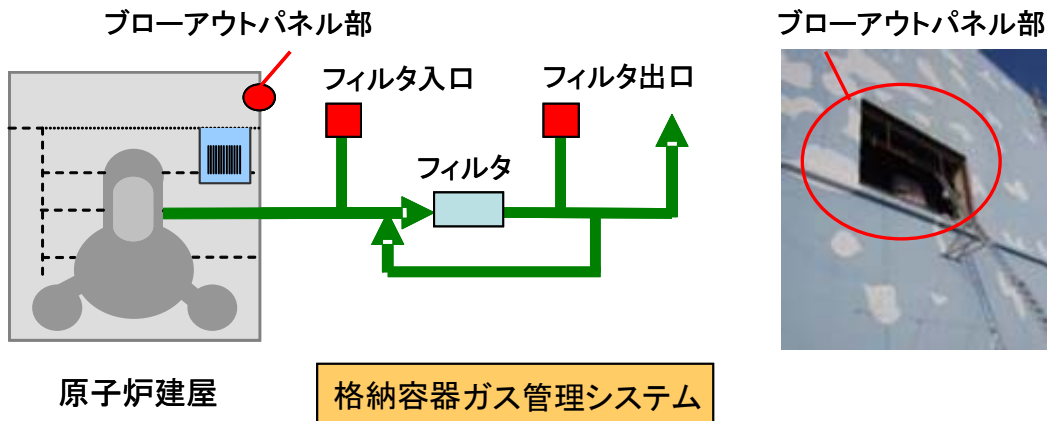 ブローアウトパネル部
ブローアウトパネル部
フィルタ入口
フィルタ出口
フィルタ
原子炉建屋
格納容器ガス管理システム